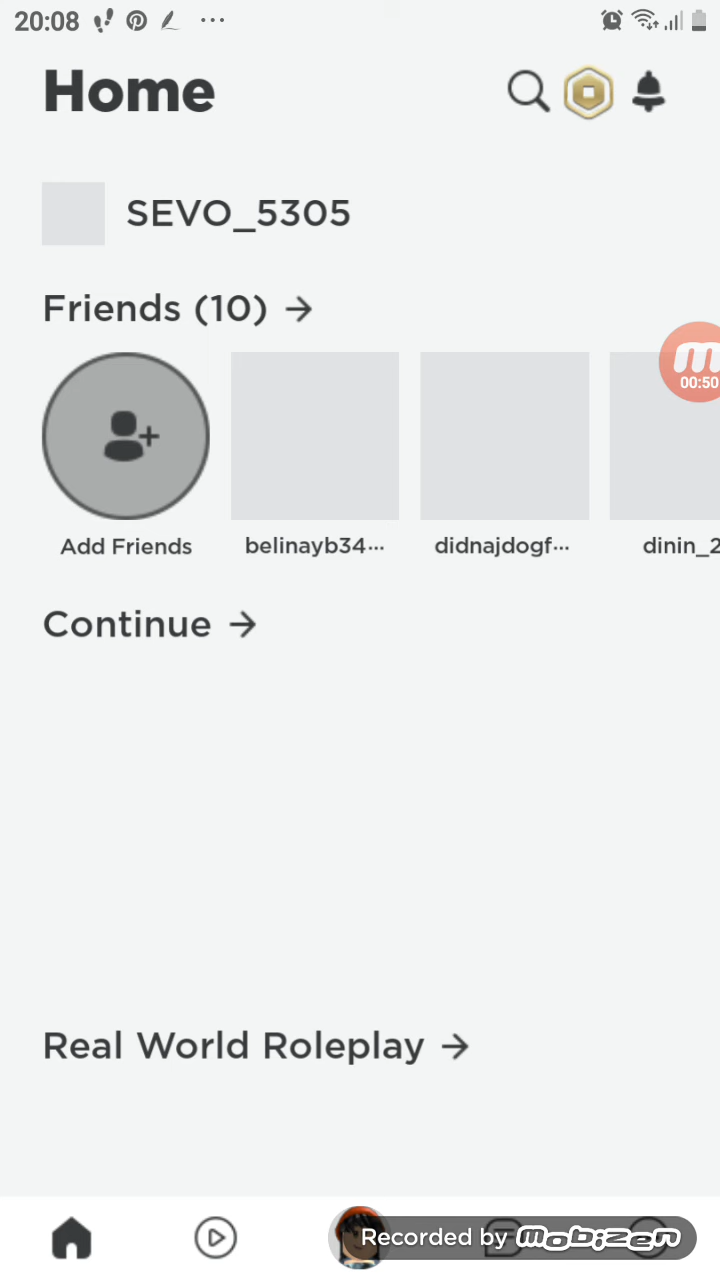 20:08
Home
SEVO_5305
Friends (10)
00:50
Add Friends
belinayb34...
didnajdogf...
dinin_2
Continue
Real World Roleplay
Recorded by mobizen